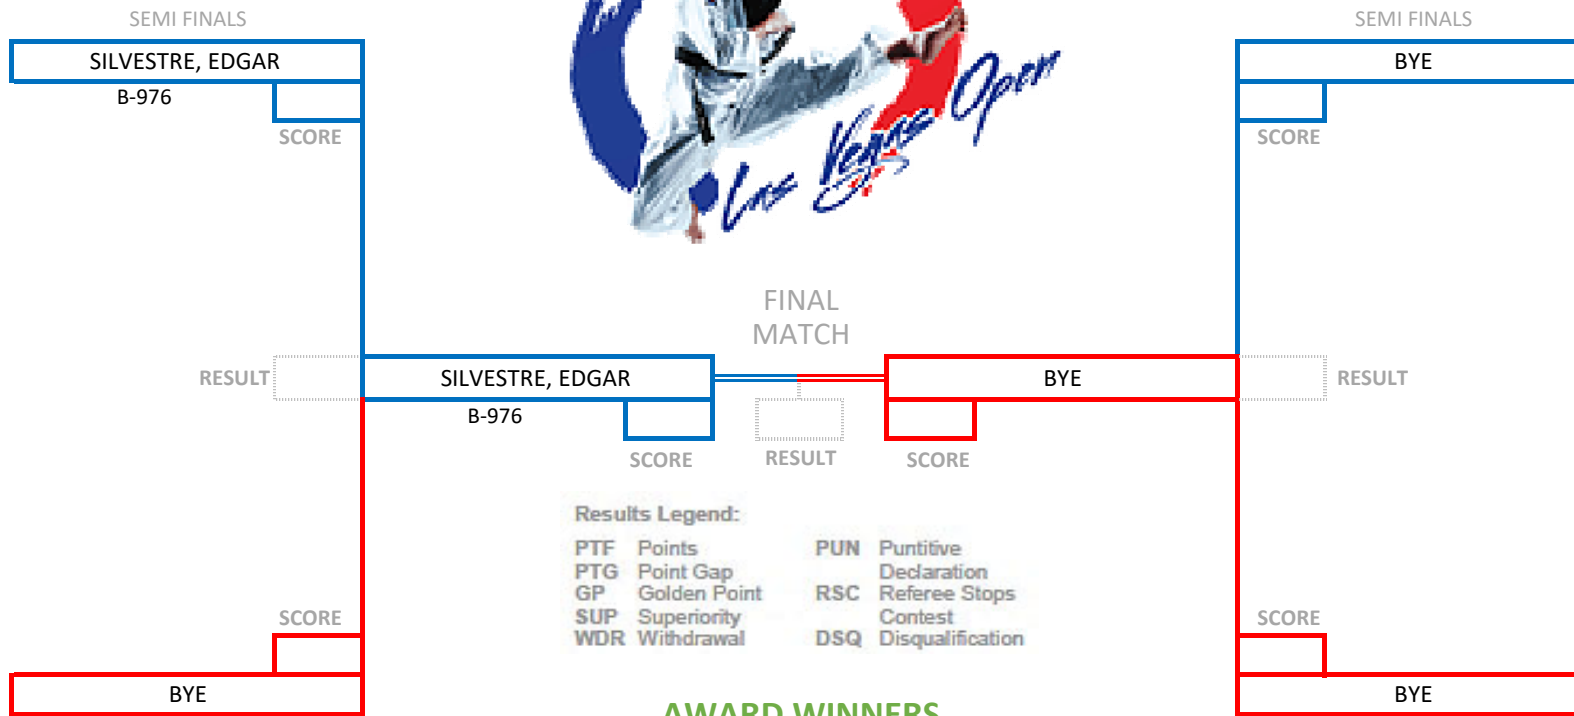 SEMI FINALS
SEMI FINALS
SILVESTRE, EDGAR
BYE
B-976
SCORE
SCORE
Las Vegas Open
FINAL
MATCH
RESULT
SILVESTRE, EDGAR
BYE
RESULT
B-976
SCORE
RESULT
SCORE
Results Legend:
PTF Points
PTG Point Gap
GP Golden Point
SUP Superiority
WDR Withdrawal
PUN Puntitive
Declaration
RSC Referee Stops
Contest
DSQ Disqualification
SCORE
SCORE
BYE
BYE
AWARD WINNERS